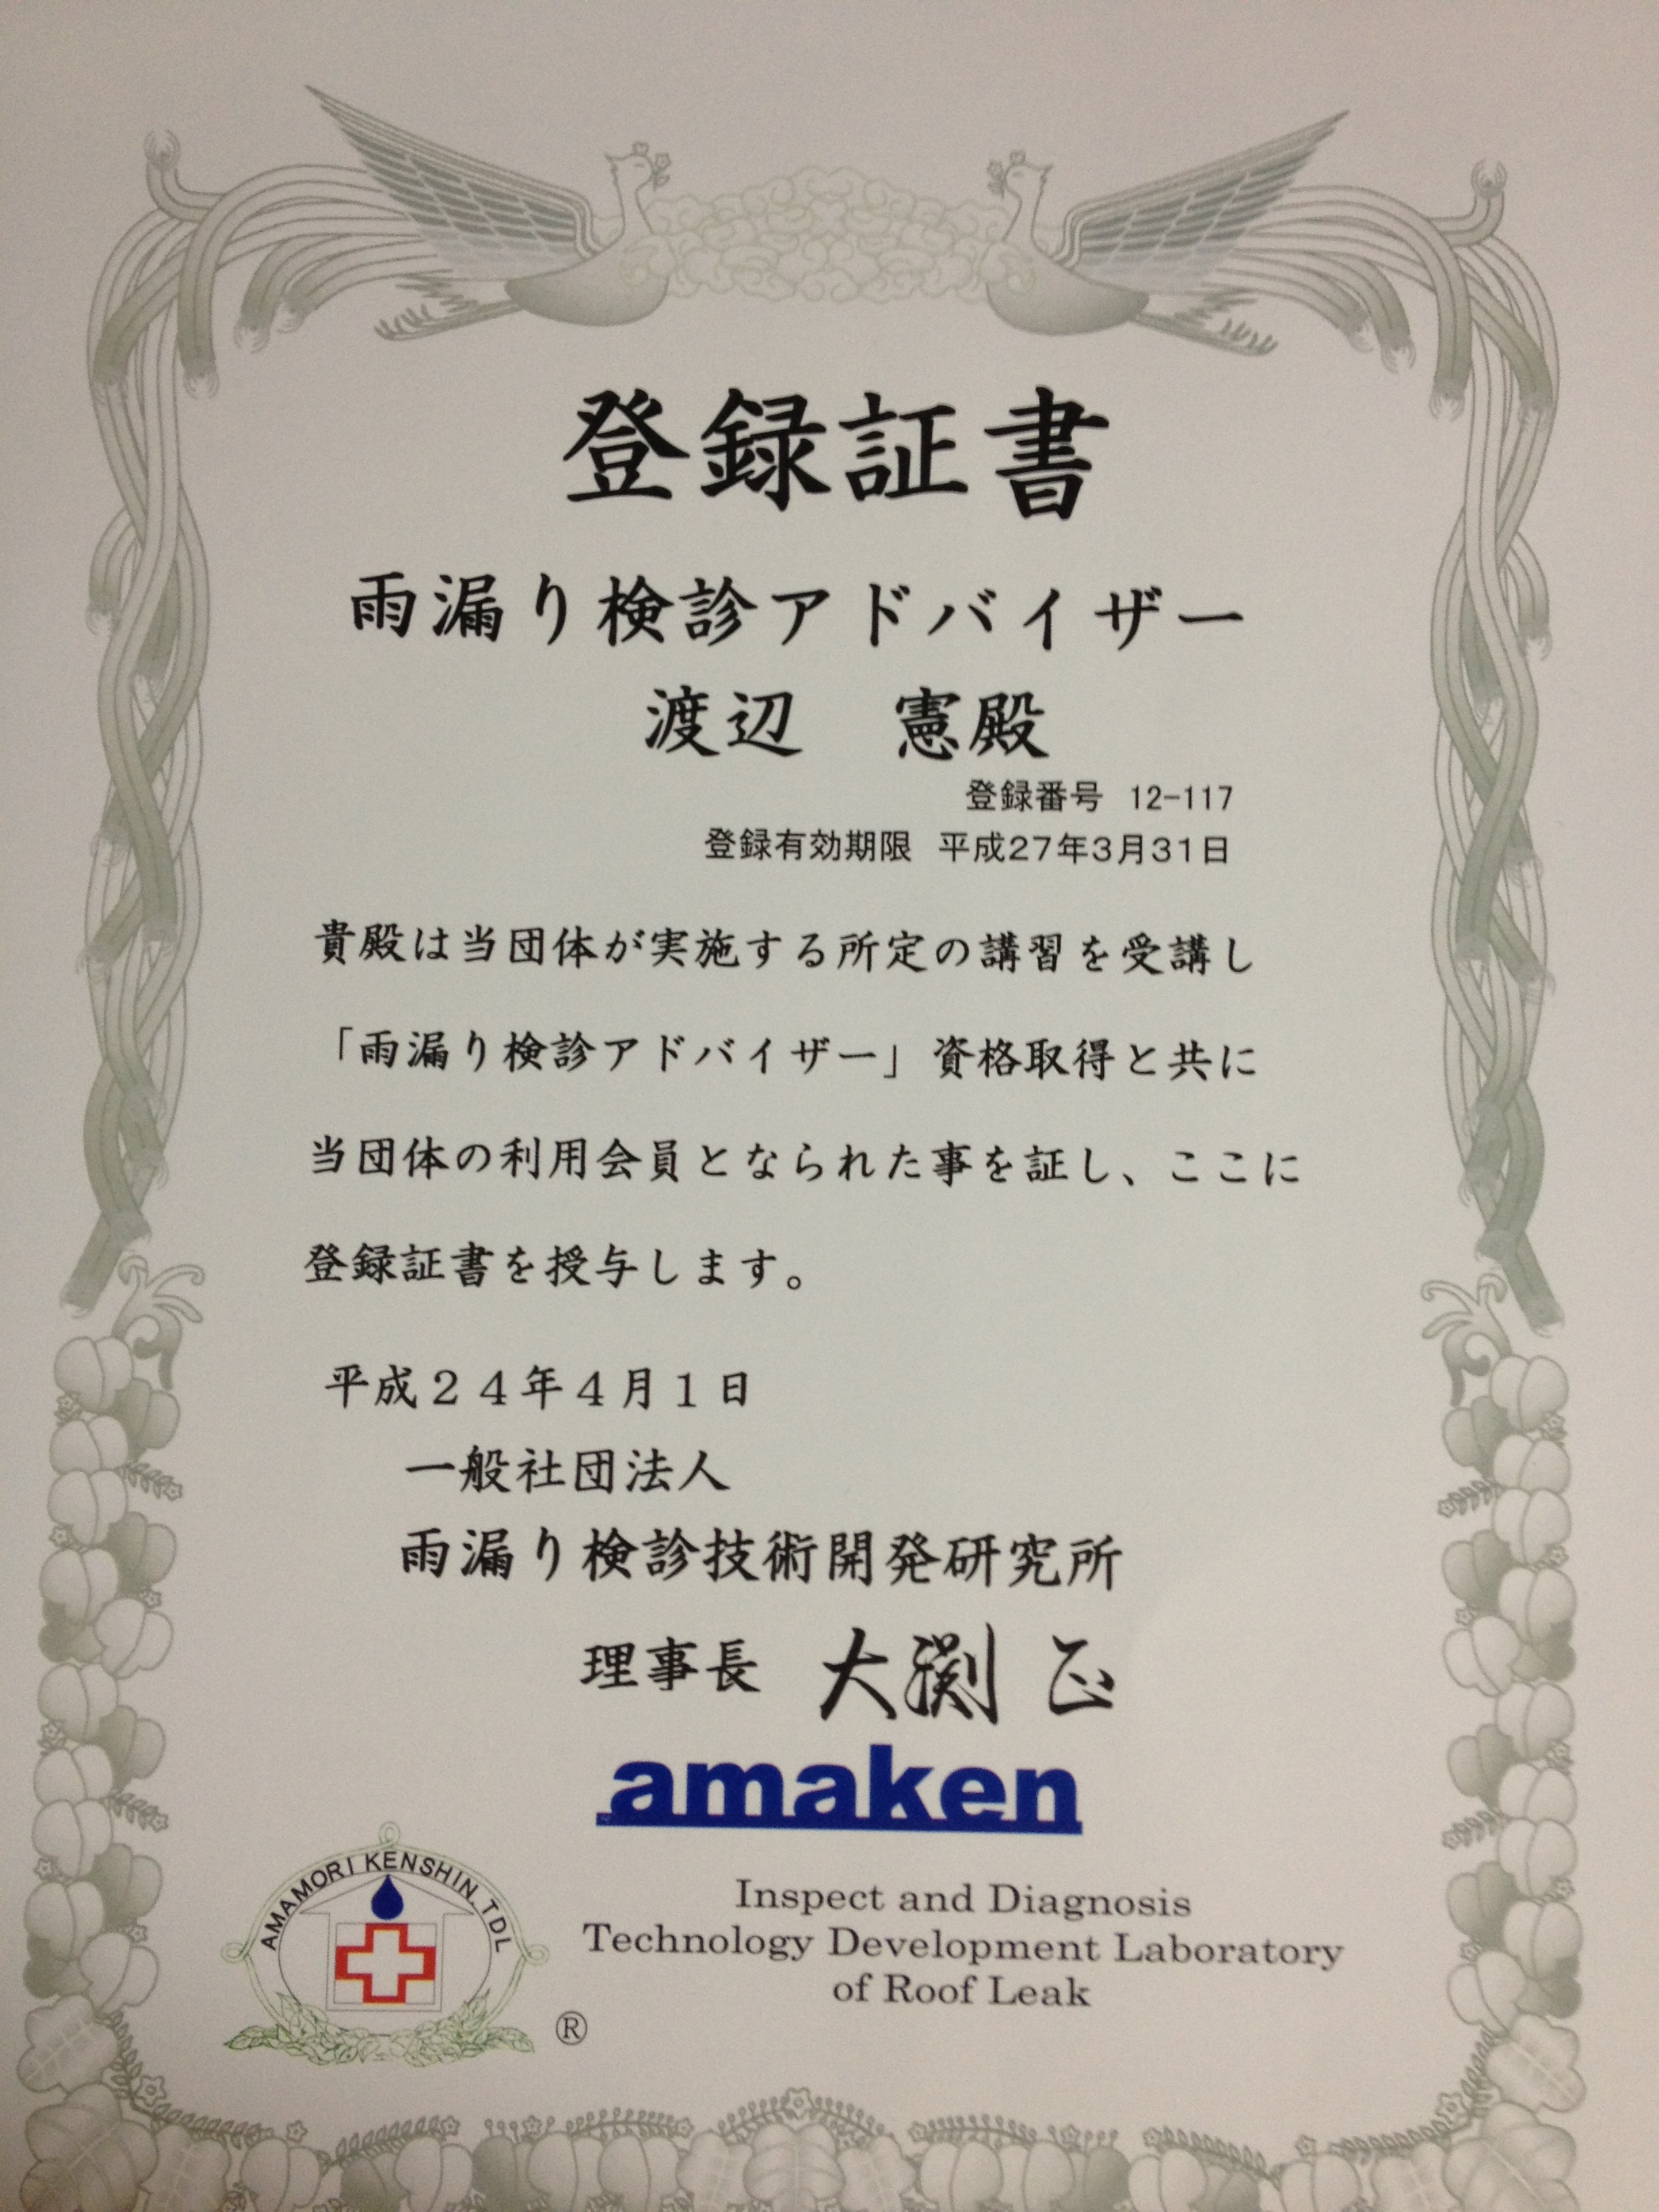 登録証書
雨漏り検診アドバイザー
渡辺　憲殿
登録番号　12-117
登録有効期限　平成27年3月31日
貴殿は当団体が実施する所定の講習を受講し
「雨漏り検診アドバイザー」資格取得と共に
当団体の利用会員となられた事を証し、ここに
登録証書を授与します。
平成２４年４月１日
一般社団法人
雨漏り検診技術開発研究所
理事長　大渕　正
amaken
AMAMORI KENSHIN.TDL
®
Inspect and Diagnosis
Technology Development Laboratory
of Roof Leak